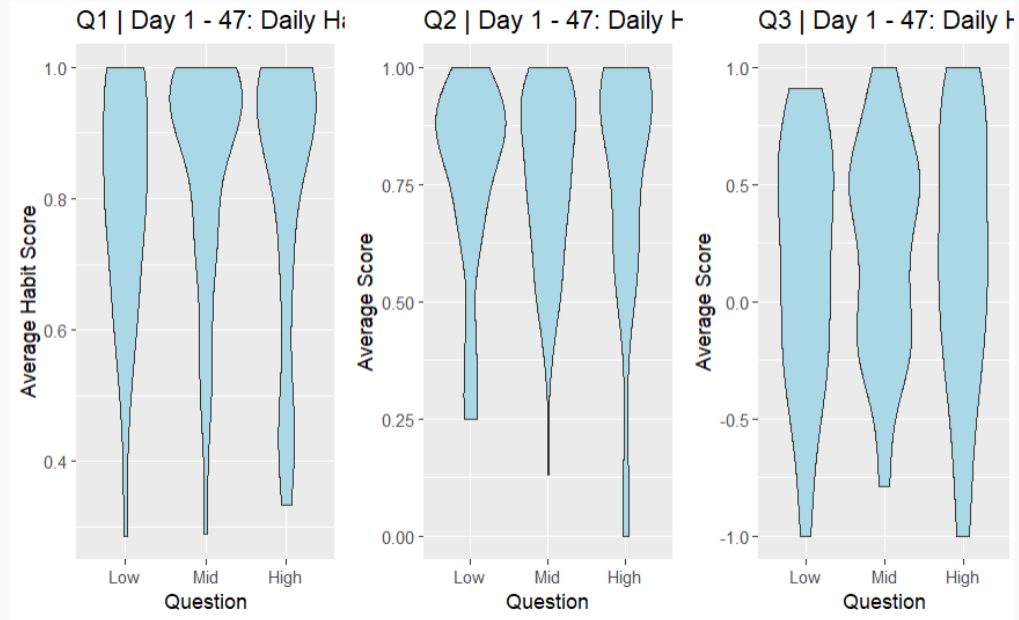 Q1 | Day 1 - 47: Daily Ha
Average Habit Score
1.0
0.8
0.6
0.4
Low Mid High
Question
Q2 | Day 1 - 47: Daily H
Average Score
1.00
0.75
0.50
0.25
0.00
Low Mid High
Question
Q3 | Day 1 - 47: Daily H
Average Score
1.0
0.5
0.0
-0.5
-1.0
Low Mid High
Question